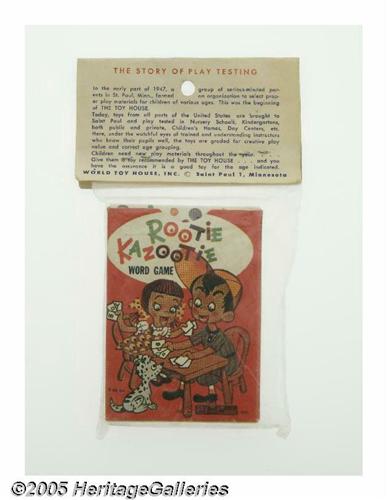 THE STORY OF PLAY TESTING
In the early part of 1947, a group of serious-minded par-
ents in St. Paul, Minn., formed an organization to select prop-
er play materials for children of various ages. This was the beginning
of THE TOY HOUSE.
Today, toys from all parts of the United States are brought to
Saint Paul and play tested in Nursery Schools, Kindergartens,
both public and private, Children's Homes, Day Centers, etc.
Here, under the watchful eyes of trained and understanding instructors
who know their pupils well, the toys are graded for creative play
value and correct age grouping.
Children need new play materials throughout the year.
Give them a toy recommended by THE TOY HOUSE . . . and you
have the assurance it is a good toy for the age indicated.
WORLD TOY HOUSE, INC. © Saint Paul 1, Minnesota
ROOTIE
KAZOOTIE
WORD GAME
©2005 HeritageGalleries